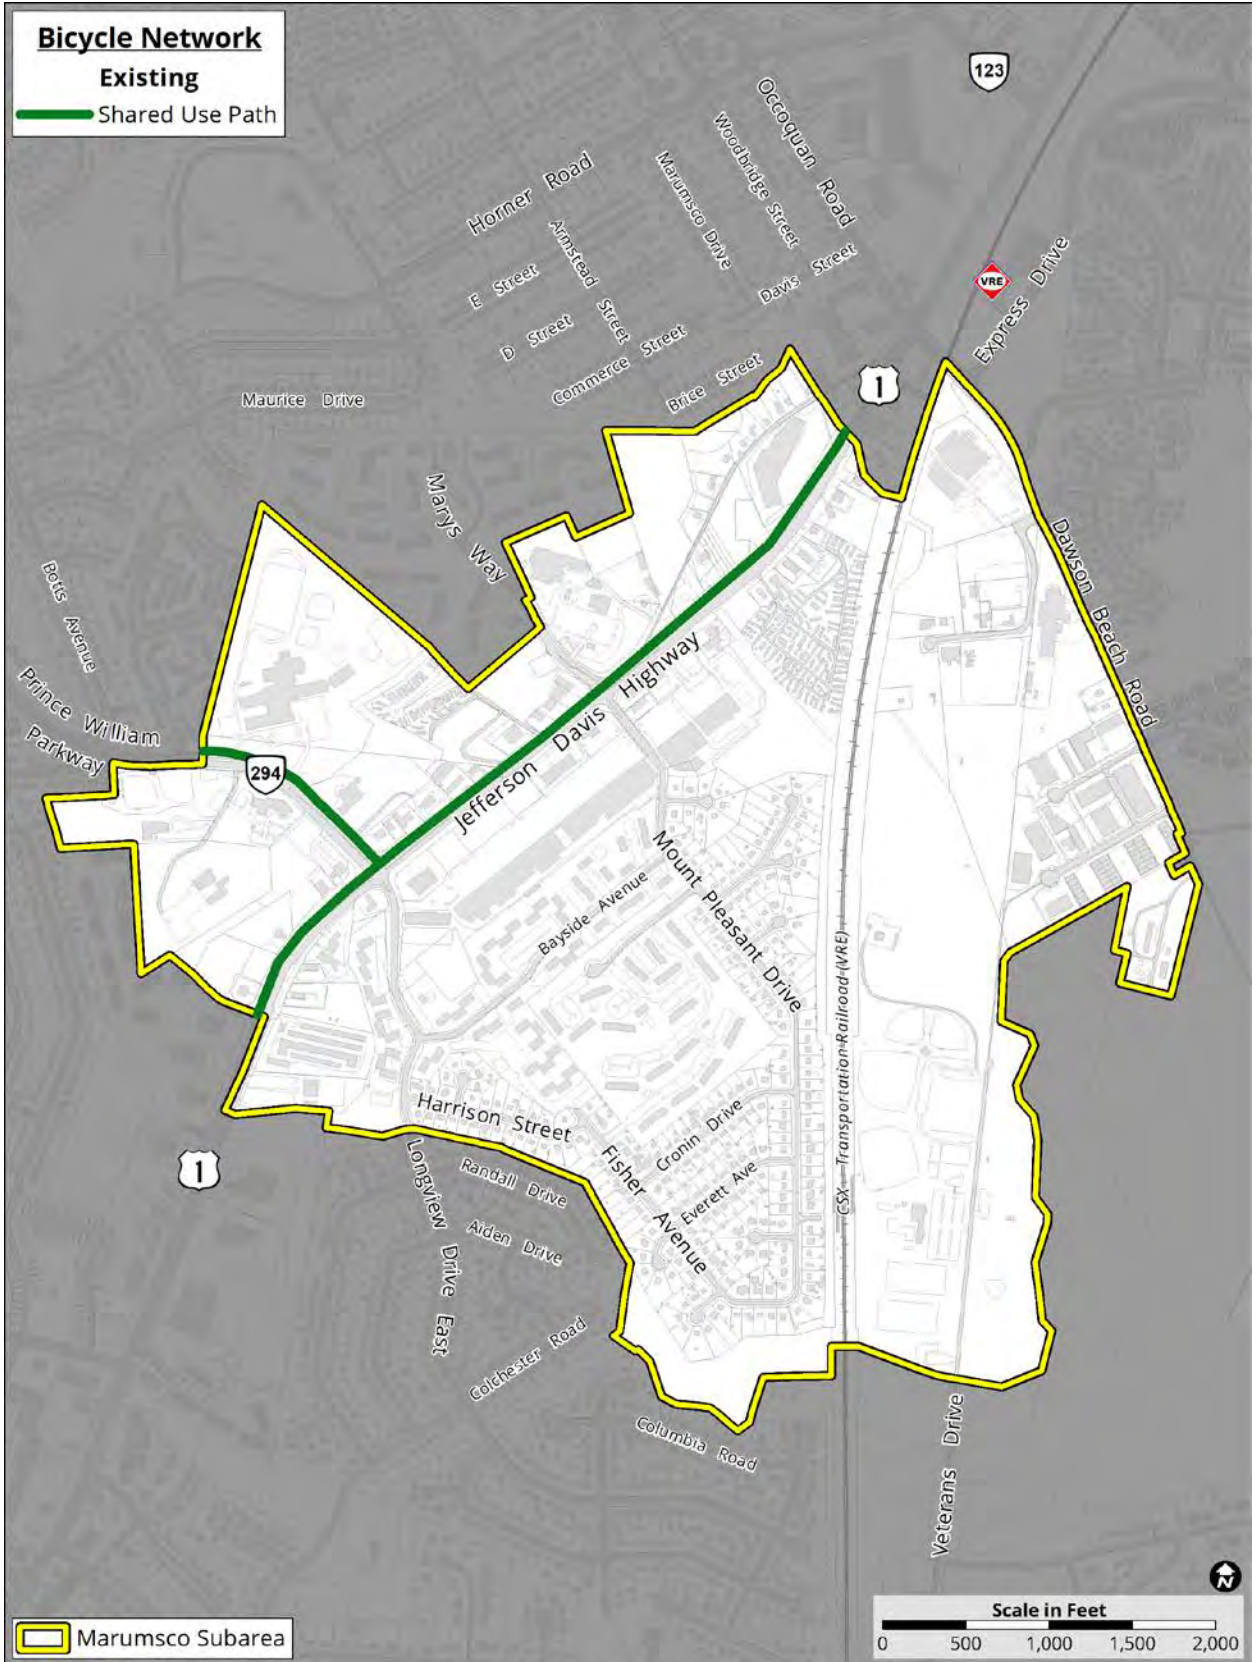 Bicycle Network
Existing
Shared Use Path
123
Occoquan Road
Woodbridge Street
Marumsco Drive
Horner Road
Armstead Street
Davis Street
E Street
VRE
Express Drive
D Street
Commerce Street
Brice Street
1
Maurice Drive
Marys Way
Dawson Beach Road
Botts Avenue
Prince William
Parkway
294
Jefferson Davis Highway
Mount Pleasant Drive
Bayside Avenue
CSX - Transportation Railroad (VRE)
Harrison Street
Cronin Drive
Fisher Avenue
Everett Ave
1
Longview Drive East
Randall Drive
Aiden Drive
Colchester Road
Columbia Road
Veterans Drive
N
Scale in Feet
0 500 1,000 1,500 2,000
Marumsco Subarea